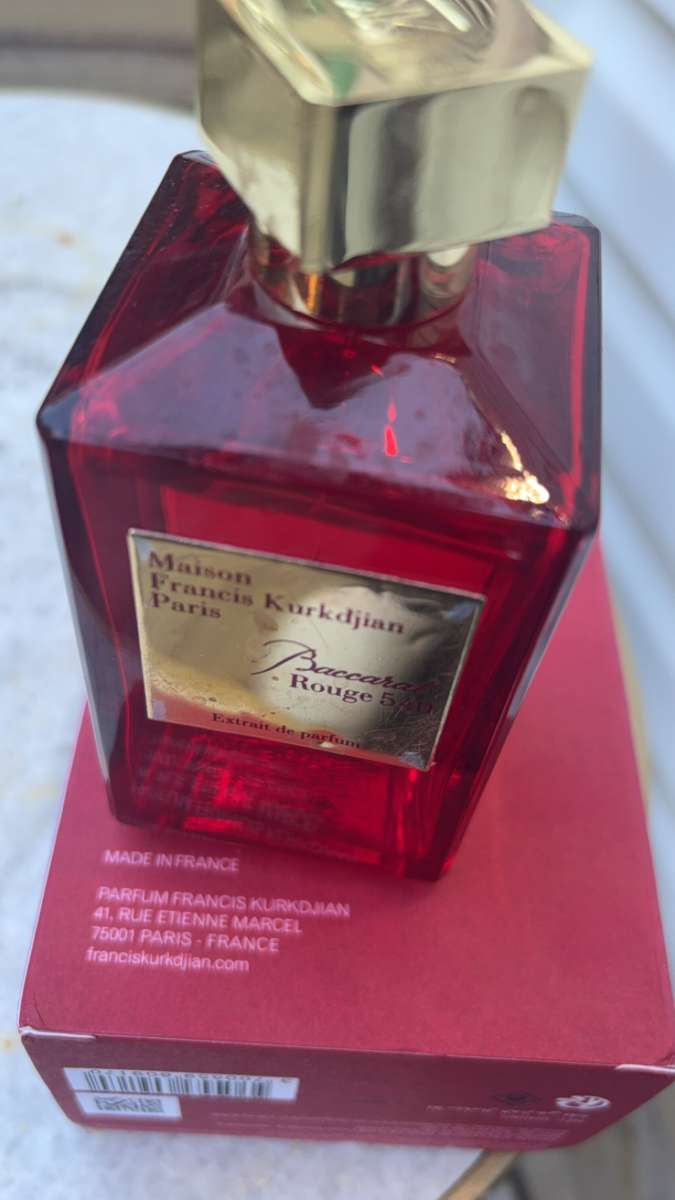 Maison
Francis Kurkdjian
Paris
Baccarat
Rouge 540
Extrait de parfum
MADE IN FRANCE
PARFUM FRANCIS KURKDJIAN
41, RUE ETIENNE MARCEL
75001 PARIS - FRANCE
franciskurkdjian.com